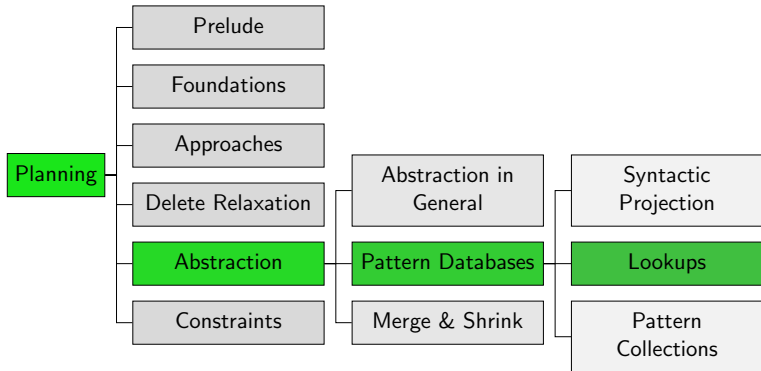 Planning
Prelude
Foundations
Approaches
Delete Relaxation
Abstraction
Constraints
Abstraction in
General
Pattern Databases
Merge & Shrink
Syntactic
Projection
Lookups
Pattern
Collections